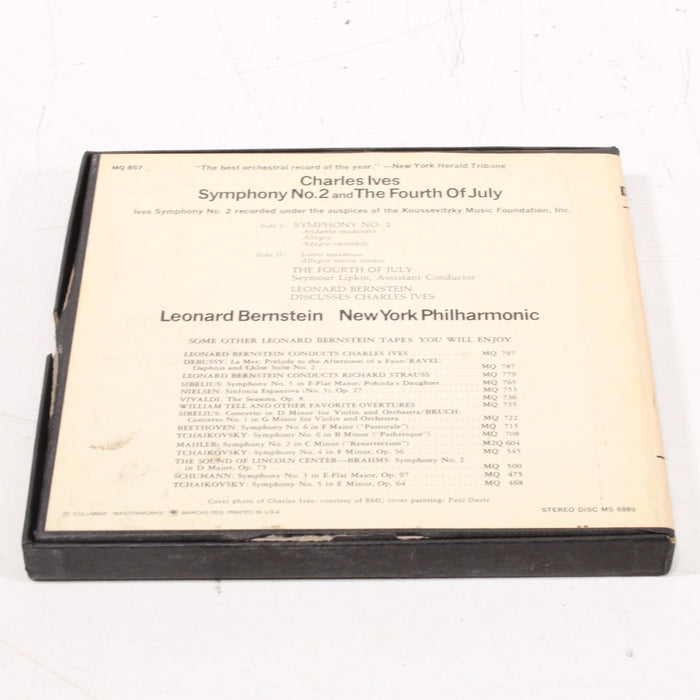 MQ 857 "The best orchestral record of the year." —New York Herald Tribune
Charles Ives
Symphony No.2 and The Fourth Of July
Ives Symphony No. 2 recorded under the auspices of the Koussevitzky Music Foundation, Inc.
Side I: SYMPHONY NO. 2
Andante moderato
Allegro
Adagio cantabile
Side II: Lento maestoso
Allegro molto vivace
THE FOURTH OF JULY
Seymour Lipkin, Assistant Conductor
LEONARD BERNSTEIN
DISCUSSES CHARLES IVES
Leonard Bernstein New York Philharmonic
SOME OTHER LEONARD BERNSTEIN TAPES YOU WILL ENJOY
LEONARD BERNSTEIN CONDUCTS CHARLES IVES MQ 797
DEBUSSY: La Mer; Prelude to the Afternoon of a Faun/RAVEL:
Daphnis and Chloe Suite No. 2 MQ 787
LEONARD BERNSTEIN CONDUCTS RICHARD STRAUSS MQ 779
SIBELIUS: Symphony No. 5 in E-Flat Major; Pohjola's Daughter MQ 765
NIELSEN: Sinfonia Espansiva (No. 3), Op. 27 MQ 753
VIVALDI: The Seasons, Op. 8 MQ 736
WILLIAM TELL AND OTHER FAVORITE OVERTURES MQ 735
SIBELIUS: Concerto in D Minor for Violin and Orchestra/BRUCH:
Concerto No. 1 in G Minor for Violin and Orchestra MQ 722
BEETHOVEN: Symphony No. 6 in F Major ("Pastorale") MQ 715
TCHAIKOVSKY: Symphony No. 6 in B Minor ("Pathétique") MQ 708
MAHLER: Symphony No. 2 in C Minor ("Resurrection") M2Q 604
TCHAIKOVSKY: Symphony No. 4 in F Minor, Op. 36 MQ 545
THE SOUND OF LINCOLN CENTER—BRAHMS: Symphony No. 2
in D Major, Op. 73 MQ 500
SCHUMANN: Symphony No. 3 in E-Flat Major, Op. 97 MQ 475
TCHAIKOVSKY: Symphony No. 5 in E Minor, Op. 64 MQ 468
Cover photo of Charles Ives: courtesy of BMI; cover painting: Paul Davis
"COLUMBIA" "MASTERWORKS" MARCAS REG. PRINTED IN U.S.A. STEREO DISC MS 6889